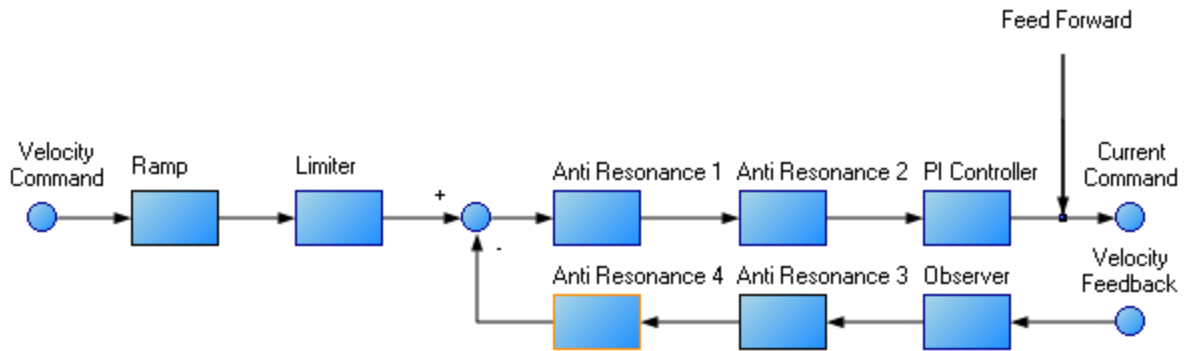 Feed Forward
Velocity
Command
Ramp
Limiter
+
-
Anti Resonance 1
Anti Resonance 2
PI Controller
Current
Command
Anti Resonance 4
Anti Resonance 3
Observer
Velocity
Feedback